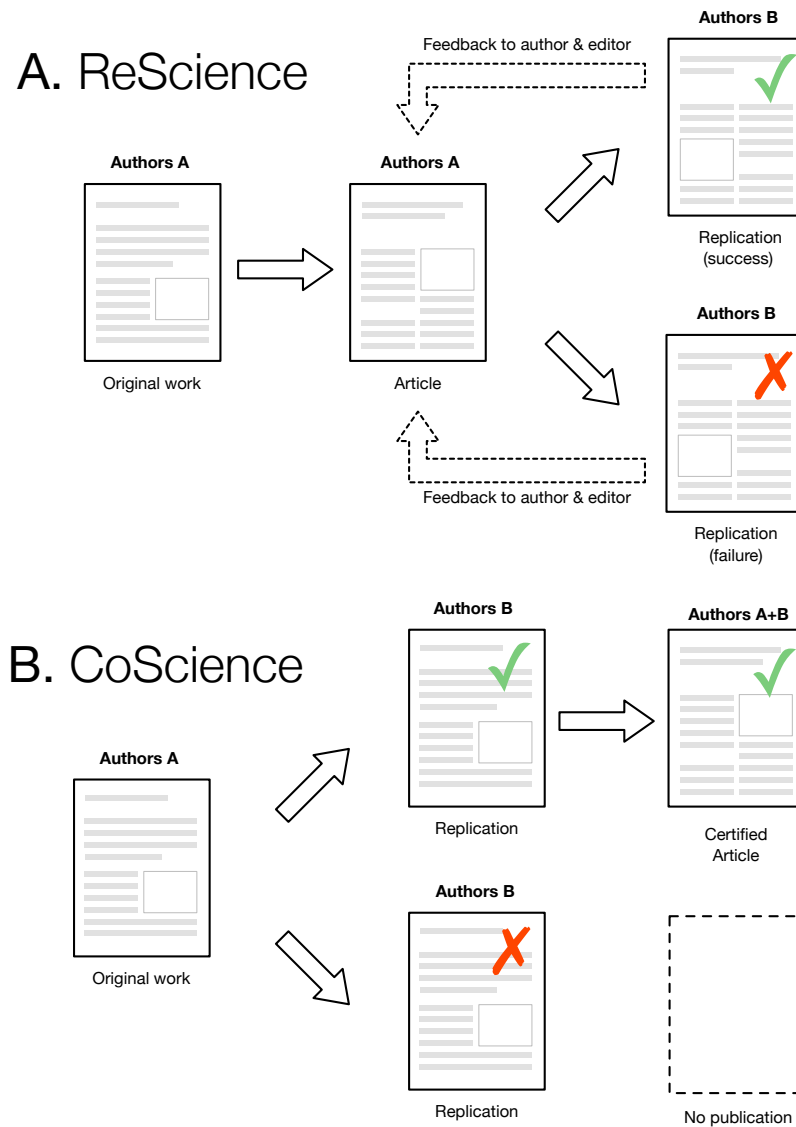 A. ReScience
Authors B
Feedback to author & editor
Authors A
Authors A
Replication
(success)
Authors B
Original work
Article
Feedback to author & editor
Replication
(failure)
B. CoScience
Authors B
Authors A+B
Authors A
Replication
Certified
Article
Authors B
Original work
Replication
No publication